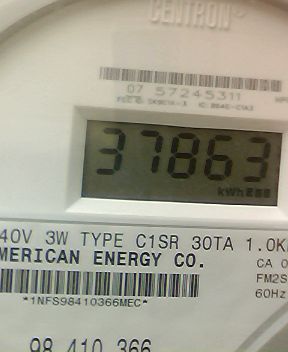 CENTRON
07 57245311
37863
kWh
40V 3W TYPE C1SR 30TA 1.0K
MERICAN ENERGY CO.
CA 0
FM2S
60Hz
*1NFS98410366MEC*
98 410 366